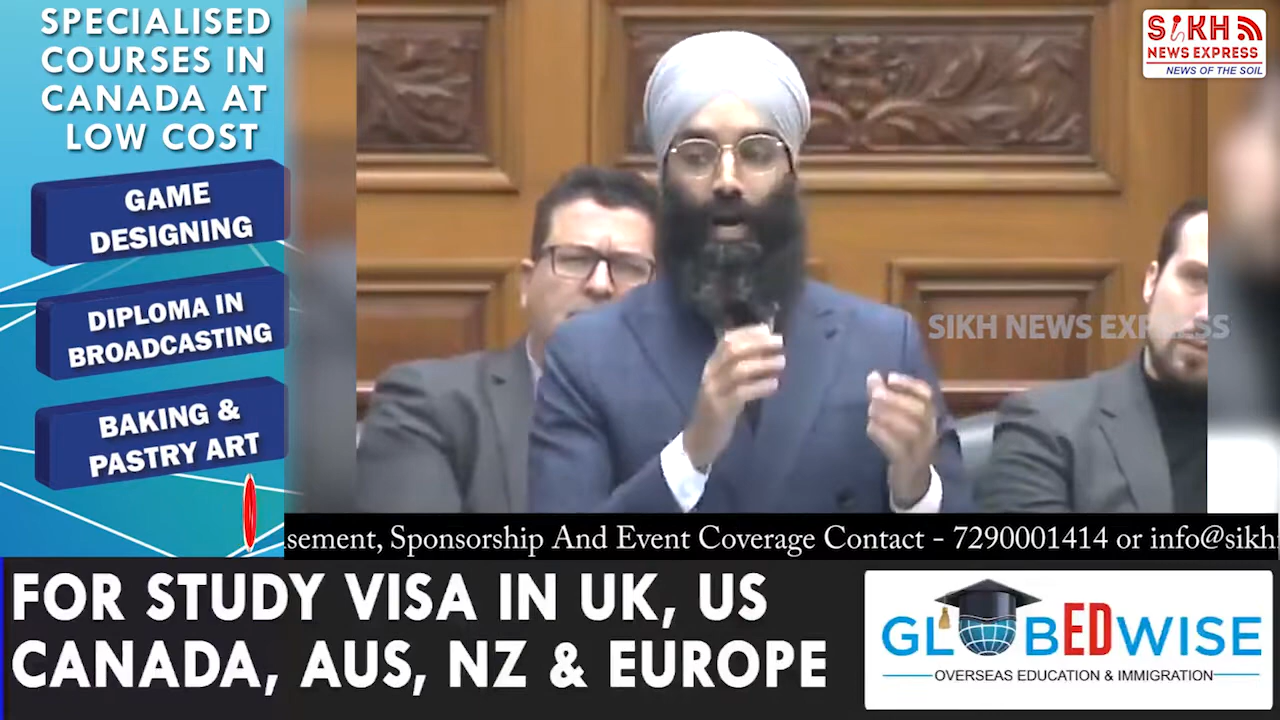 SPECIALISED
COURSES IN
CANADA AT
LOW COST
GAME
DESIGNING
DIPLOMA IN
BROADCASTING
BAKING &
PASTRY ART
SIKH
NEWS EXPRESS
NEWS OF THE SOIL
SIKH NEWS EXPRESS
sement, Sponsorship And Event Coverage Contact - 7290001414 or info@sikh
FOR STUDY VISA IN UK, US
CANADA, AUS, NZ & EUROPE
GLOBEDWISE
OVERSEAS EDUCATION & IMMIGRATION